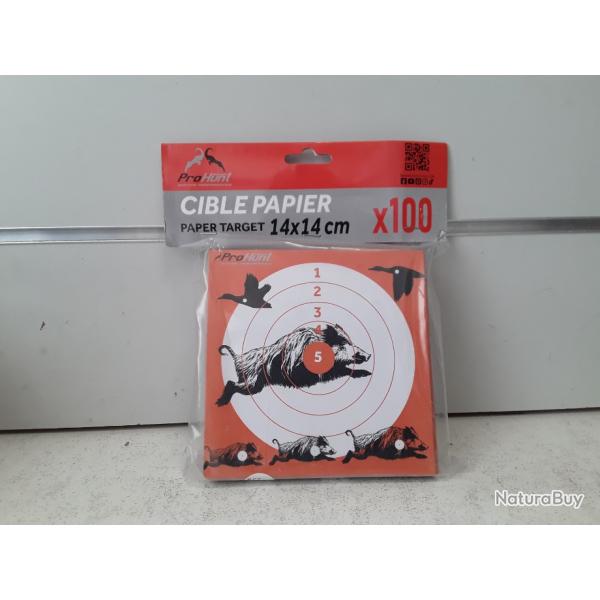 ProHunt
CIBLE PAPIER
PAPER TARGET 14x14 cm
x100
ProHunt
1
2
3
4
5
NaturaBuy